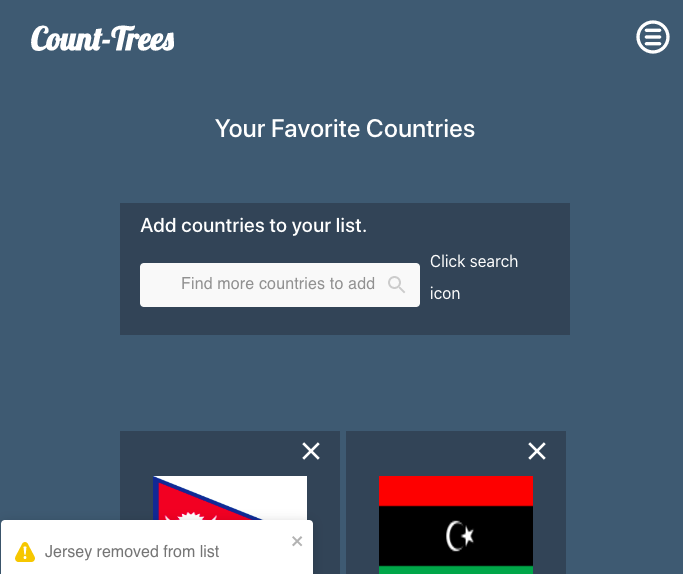 Count-Trees
Your Favorite Countries
Add countries to your list.
Find more countries to add
Click search
icon
Jersey removed from list